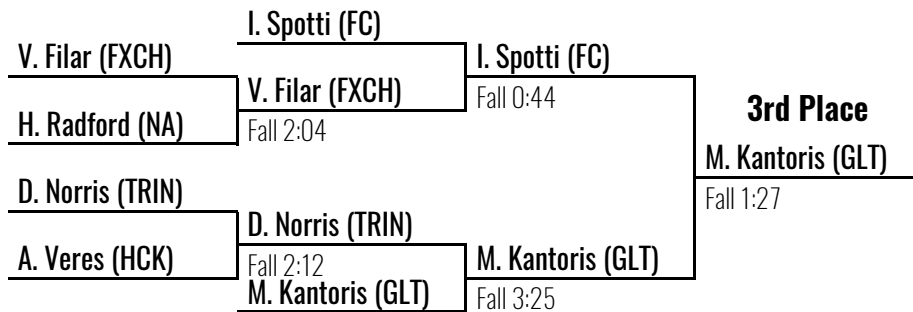 I. Spotti (FC)
V. Filar (FXCH)
I. Spotti (FC)
V. Filar (FXCH)
Fall 0:44
3rd Place
H. Radford (NA)
Fall 2:04
M. Kantoris (GLT)
D. Norris (TRIN)
Fall 1:27
D. Norris (TRIN)
A. Veres (HCK)
M. Kantoris (GLT)
Fall 2:12
M. Kantoris (GLT)
Fall 3:25